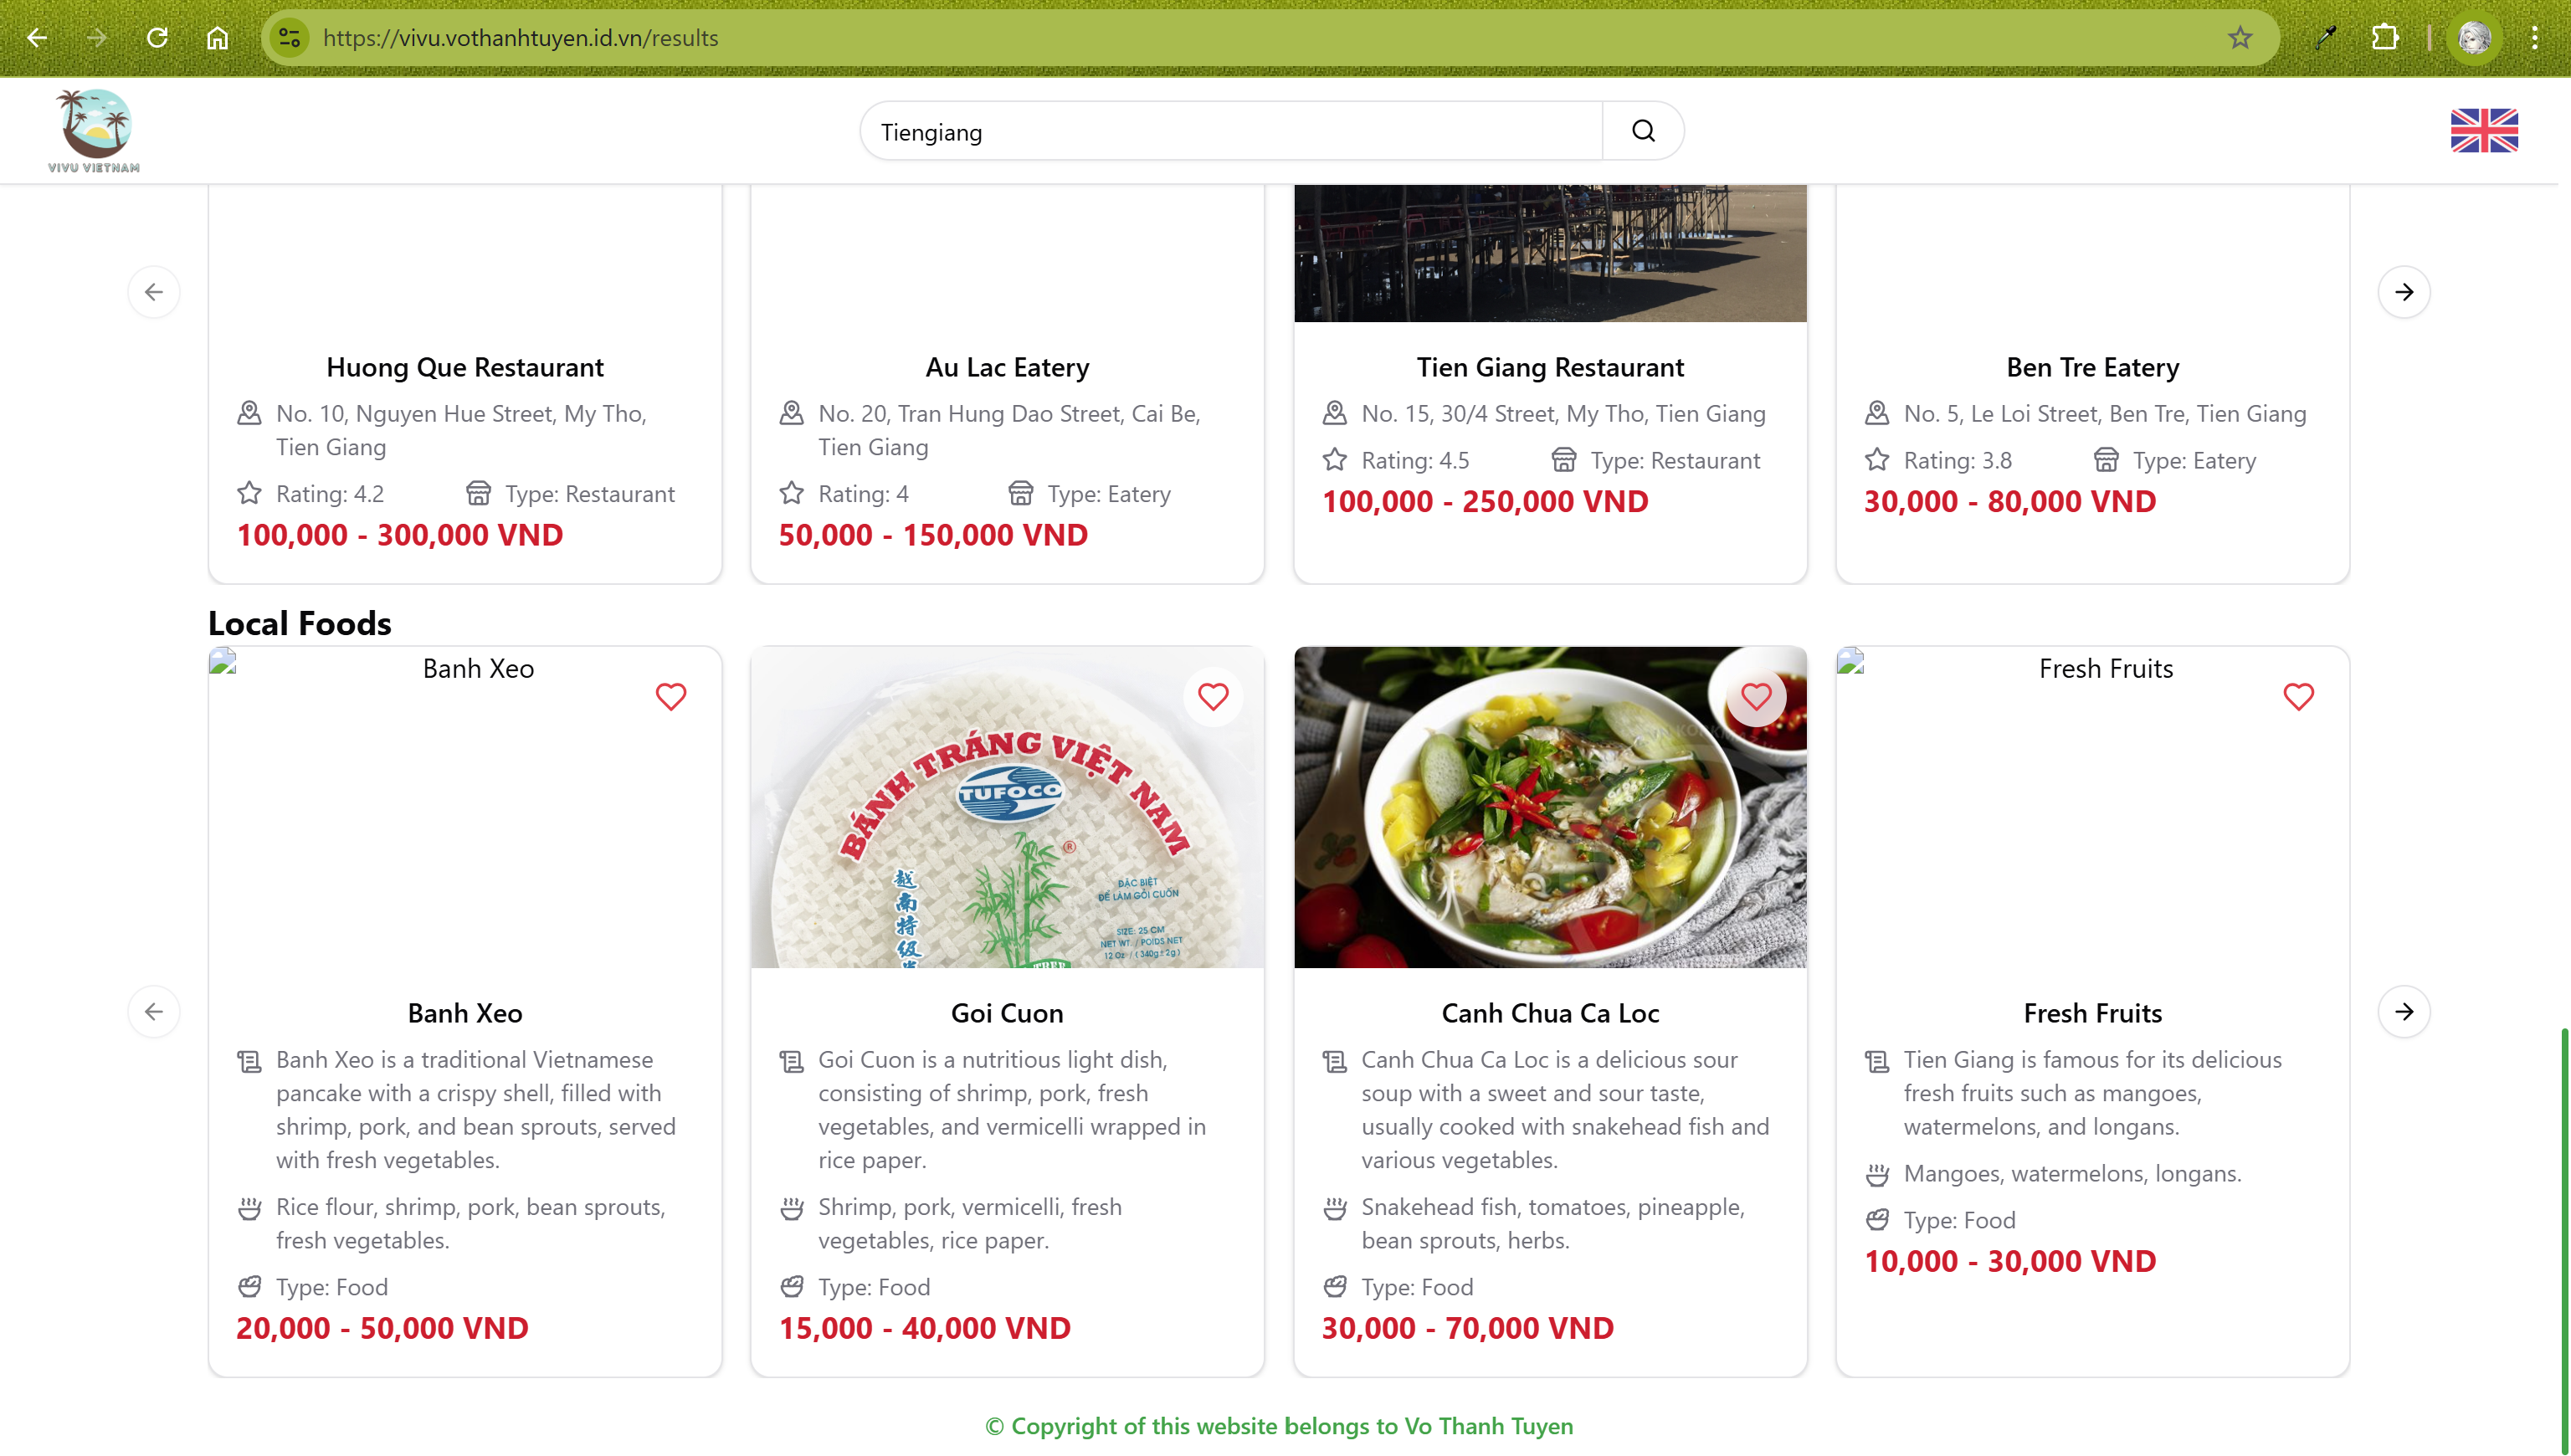 https://vivu.vothanhtuyen.id.vn/results
VIVU VIETNAM
Tiengiang
Huong Que Restaurant
No. 10, Nguyen Hue Street, My Tho,
Tien Giang
Rating: 4.2
Type: Restaurant
100,000 - 300,000 VND
Au Lac Eatery
No. 20, Tran Hung Dao Street, Cai Be,
Tien Giang
Rating: 4
Type: Eatery
50,000 - 150,000 VND
Tien Giang Restaurant
No. 15, 30/4 Street, My Tho, Tien Giang
Rating: 4.5
Type: Restaurant
100,000 - 250,000 VND
Ben Tre Eatery
No. 5, Le Loi Street, Ben Tre, Tien Giang
Rating: 3.8
Type: Eatery
30,000 - 80,000 VND
Local Foods
Banh Xeo
Banh Xeo
Banh Xeo is a traditional Vietnamese
pancake with a crispy shell, filled with
shrimp, pork, and bean sprouts, served
with fresh vegetables.
Rice flour, shrimp, pork, bean sprouts,
fresh vegetables.
Type: Food
20,000 - 50,000 VND
BÁNH TRÁNG VIỆT NAM
TUFOCO
®
越南特级
ĐẶC BIỆT
ĐỂ LÀM GỎI CUỐN
SIZE: 25 CM
NET WT. / POIDS NET
12 Oz / (340g±2g)
TREE
Goi Cuon
Goi Cuon is a nutritious light dish,
consisting of shrimp, pork, fresh
vegetables, and vermicelli wrapped in
rice paper.
Shrimp, pork, vermicelli, fresh
vegetables, rice paper.
Type: Food
15,000 - 40,000 VND
Canh Chua Ca Loc
Canh Chua Ca Loc is a delicious sour
soup with a sweet and sour taste,
usually cooked with snakehead fish and
various vegetables.
Snakehead fish, tomatoes, pineapple,
bean sprouts, herbs.
Type: Food
30,000 - 70,000 VND
Fresh Fruits
Fresh Fruits
Tien Giang is famous for its delicious
fresh fruits such as mangoes,
watermelons, and longans.
Mangoes, watermelons, longans.
Type: Food
10,000 - 30,000 VND
© Copyright of this website belongs to Vo Thanh Tuyen